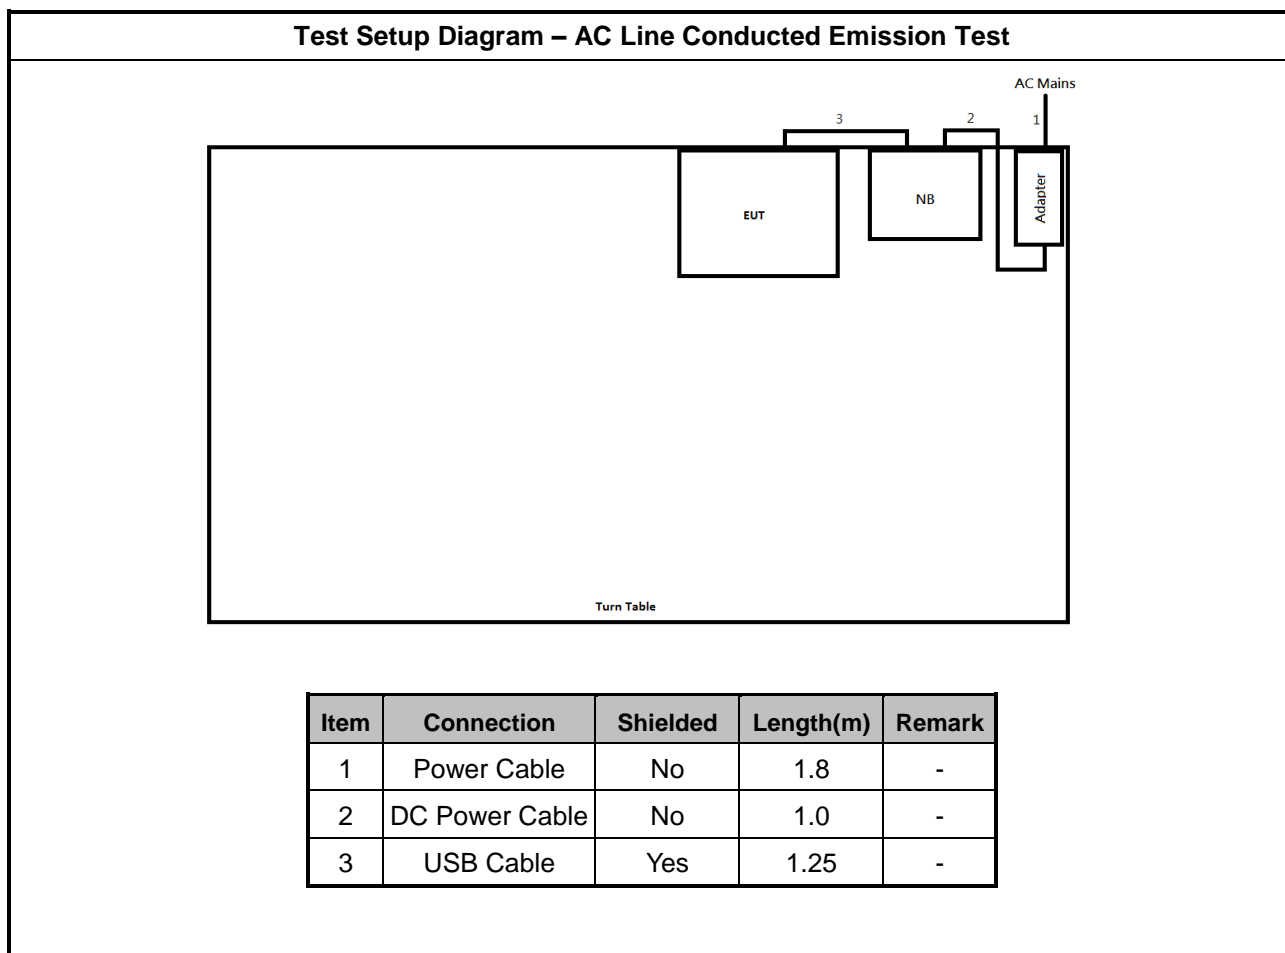 Test Setup Diagram – AC Line Conducted Emission Test
AC Mains
3 2 1
EUT
NB
Adapter
Turn Table
Item Connection Shielded Length(m) Remark
1 Power Cable No 1.8 -
2 DC Power Cable No 1.0 -
3 USB Cable Yes 1.25 -